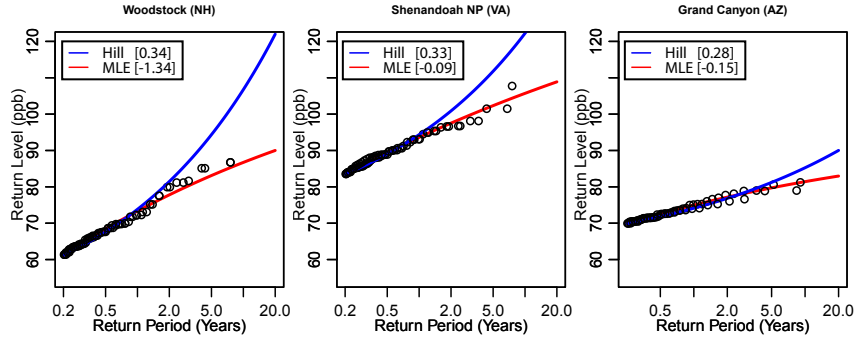 Woodstock (NH)
Return Level (ppb)
120
100
90
80
70
60
Hill [0.34]
MLE [-1.34]
0.2 0.5 2.0 5.0 20.0
Return Period (Years)
Shenandoah NP (VA)
Return Level (ppb)
120
100
90
80
70
60
Hill [0.33]
MLE [-0.09]
0.2 0.5 2.0 5.0 20.0
Return Period (Years)
Grand Canyon (AZ)
Return Level (ppb)
120
100
90
80
70
60
Hill [0.28]
MLE [-0.15]
0.5 2.0 5.0 20.0
Return Period (Years)